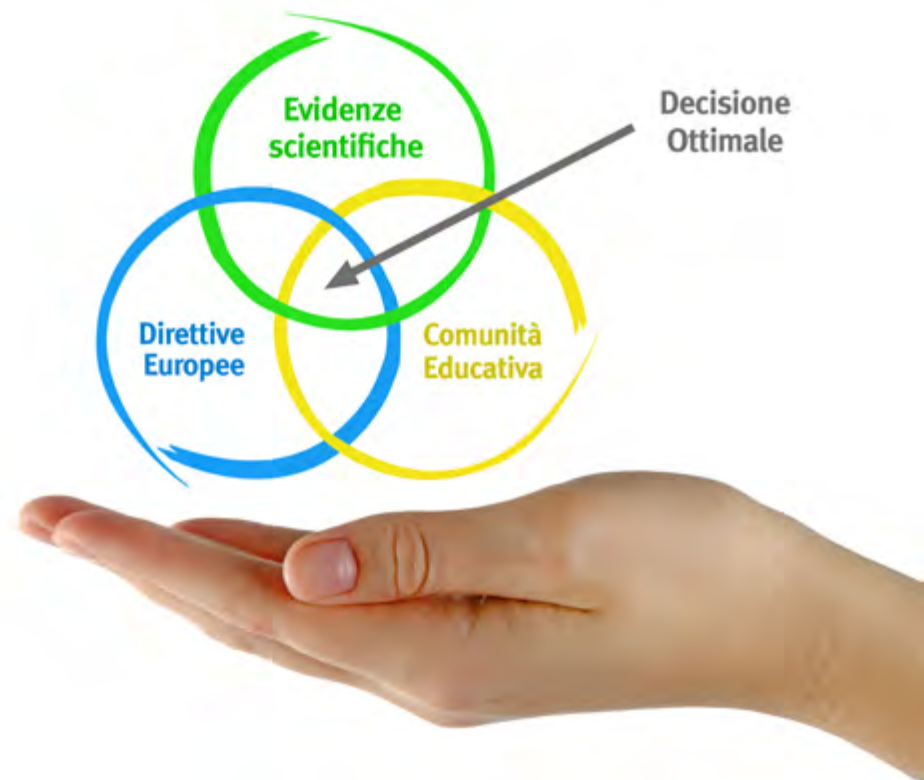 Evidenze
scientifiche
Decisione
Ottimale
Direttive
Europee
Comunità
Educativa